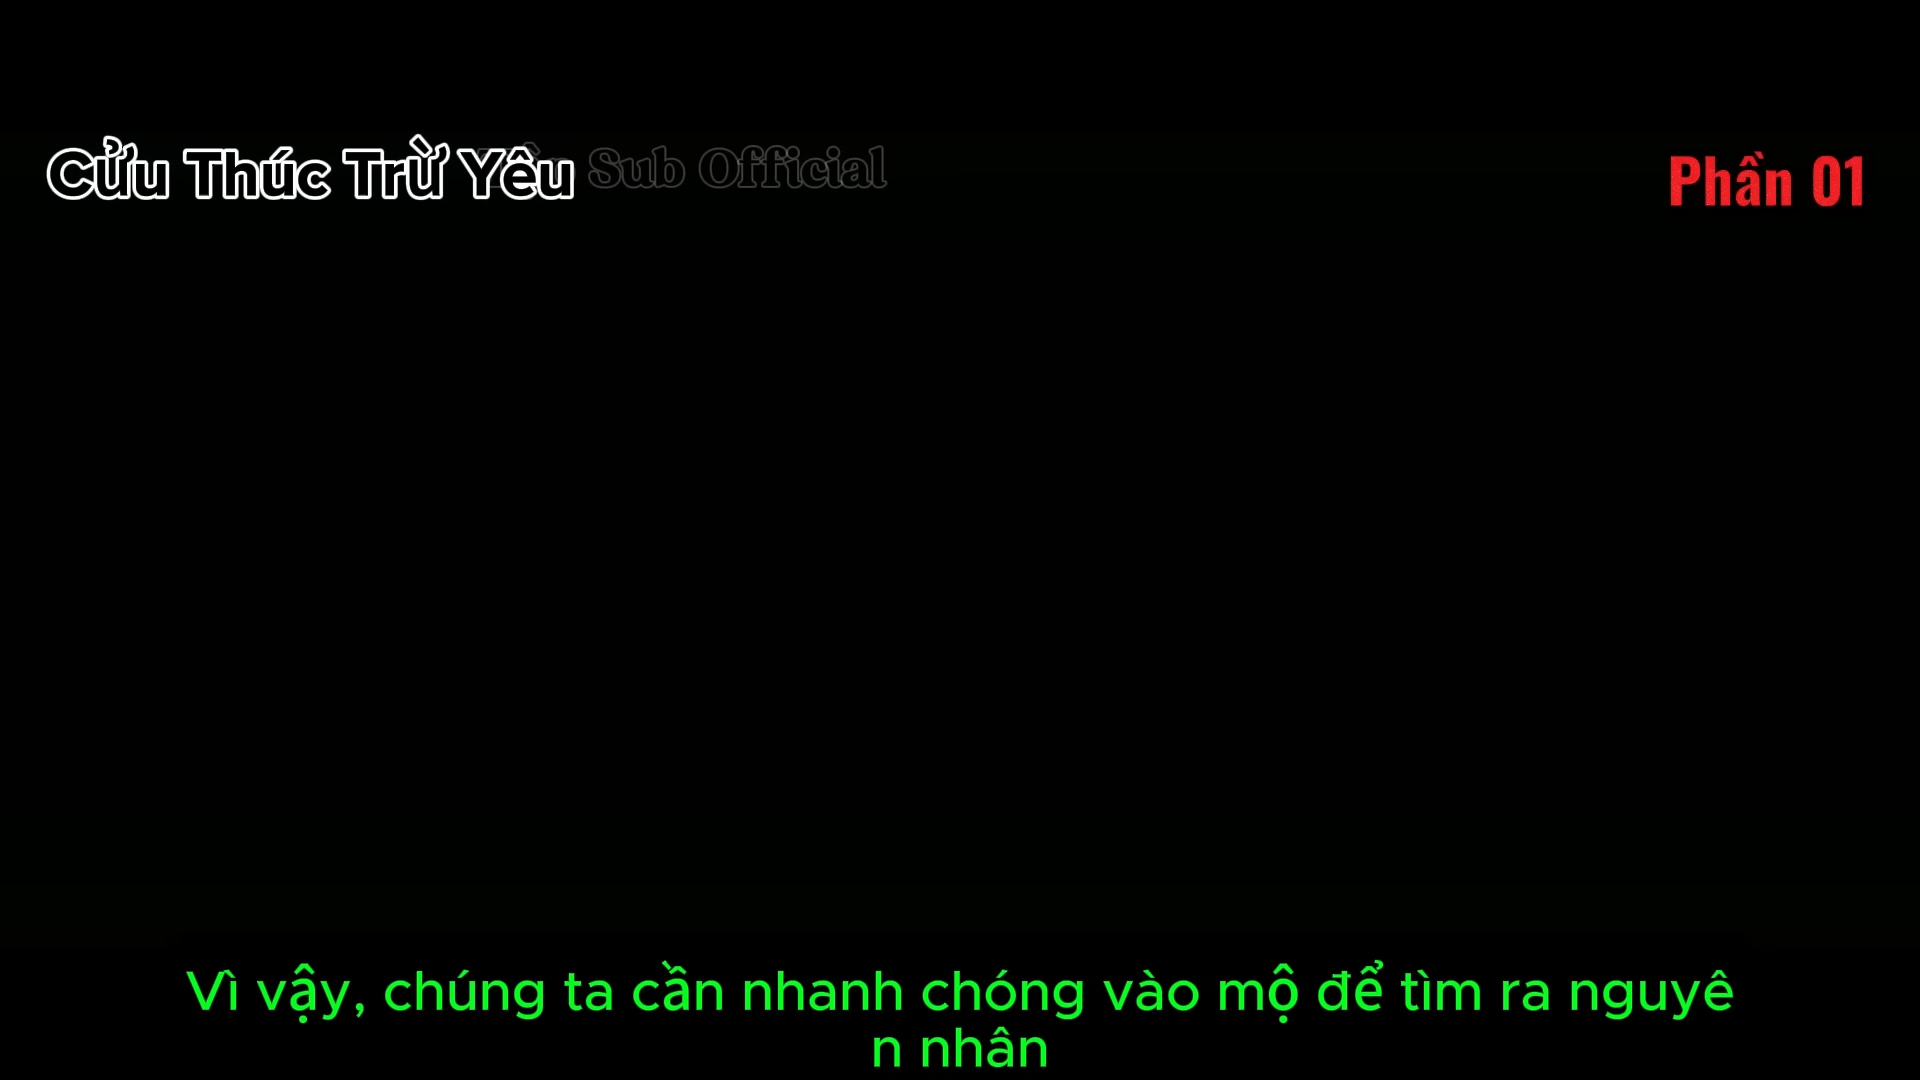 Cửu Thúc Trừ Yêu
Sub Official
Phần 01
Vì vậy, chúng ta cần nhanh chóng vào mộ để tìm ra nguyê
n nhân